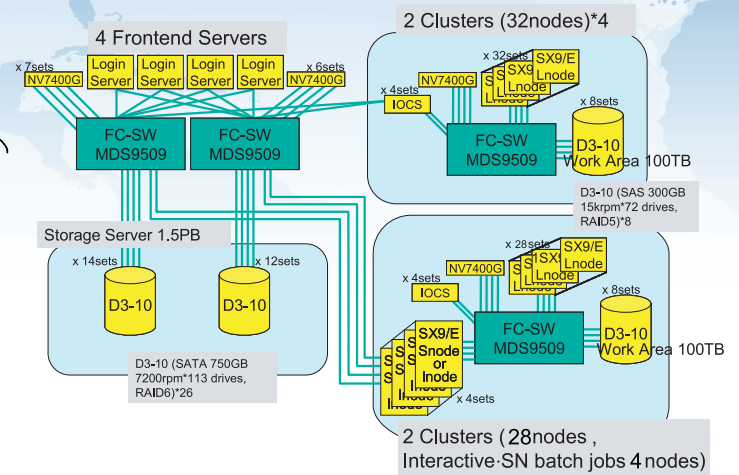 4 Frontend Servers
x 7sets
NV7400G
Login
Server
Login
Server
Login
Server
Login
Server
x 6sets
NV7400G
FC-SW
MDS9509
FC-SW
MDS9509
Storage Server 1.5PB
x 14sets
D3-10
x 12sets
D3-10
D3-10 (SATA 750GB
7200rpm*113 drives,
RAID6)*26
2 Clusters (32nodes)*4
x 4sets
IOCS
NV7400G
x 32sets
SX9
Lnode
SX9/E
Lnode
FC-SW
MDS9509
x 8sets
D3-10
Work Area 100TB
D3-10 (SAS 300GB
15krpm*72 drives,
RAID5)*8
x 4sets
IOCS
NV7400G
x 28sets
Lnode
SX9/E
Lnode
FC-SW
MDS9509
x 8sets
D3-10
Work Area 100TB
SX9/E
Snode
or
Inode
x 4sets
2 Clusters (28nodes ,
Interactive·SN batch jobs 4nodes)